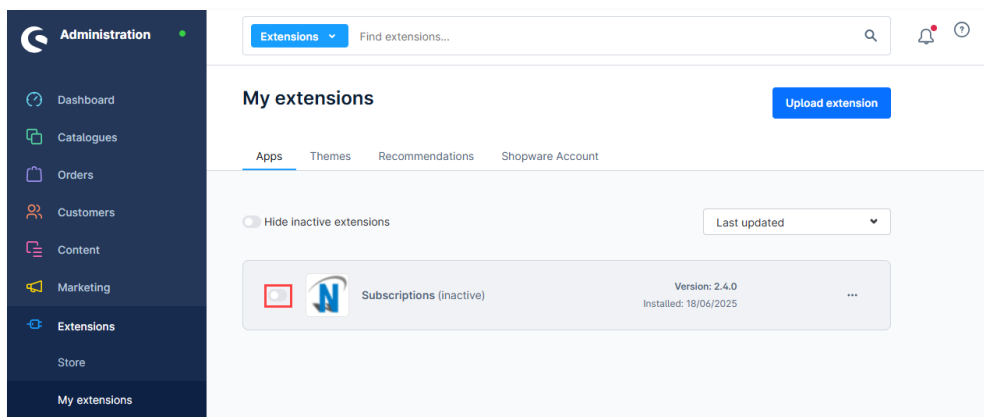 Administration
Extensions
Find extensions...
Dashboard
Catalogues
Orders
Customers
Content
Marketing
Extensions
Store
My extensions
My extensions
Upload extension
Apps
Themes
Recommendations
Shopware Account
Hide inactive extensions
Last updated
N
Subscriptions (inactive)
Version: 2.4.0
Installed: 18/06/2025